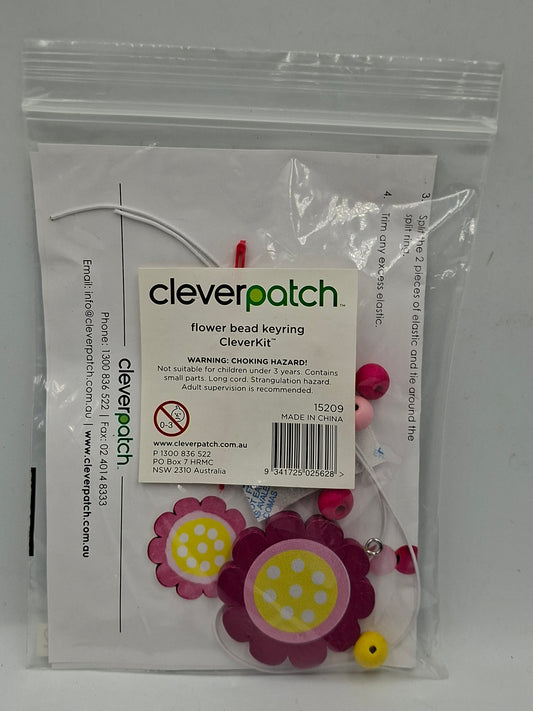 cleverpatch™
flower bead keyring
CleverKit™
WARNING: CHOKING HAZARD!
Not suitable for children under 3 years. Contains
small parts. Long cord. Strangulation hazard.
Adult supervision is recommended.
0-3
15209
MADE IN CHINA
www.cleverpatch.com.au
P 1300 836 522
PO Box 7 HRMC
NSW 2310 Australia
9 341725 025628 >
3. Split the 2 pieces of elastic and tie around the
split ring.
4. Trim any excess elastic.
cleverpatch
Phone: 1300 836 522 | Fax: 02 4014 8333
Email: info@cleverpatch.com.au | www.cleverpatch.com.au